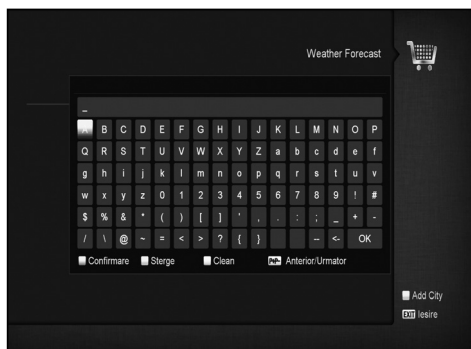 Weather Forecast
_
A B C D E F G H I J K L M N O P
Q R S T U V W X Y Z a b c d e f
g h i j k l m n o p q r s t u v
w x y z 0 1 2 3 4 5 6 7 8 9 ! #
$ % & * ( ) [ ] ' , . : ; _ + -
/ \ @ ~ = < > ? { } -- <- OK
Confirmare Sterge Clean P+/P- Anterior/Urmator
Add City
EXIT Iesire